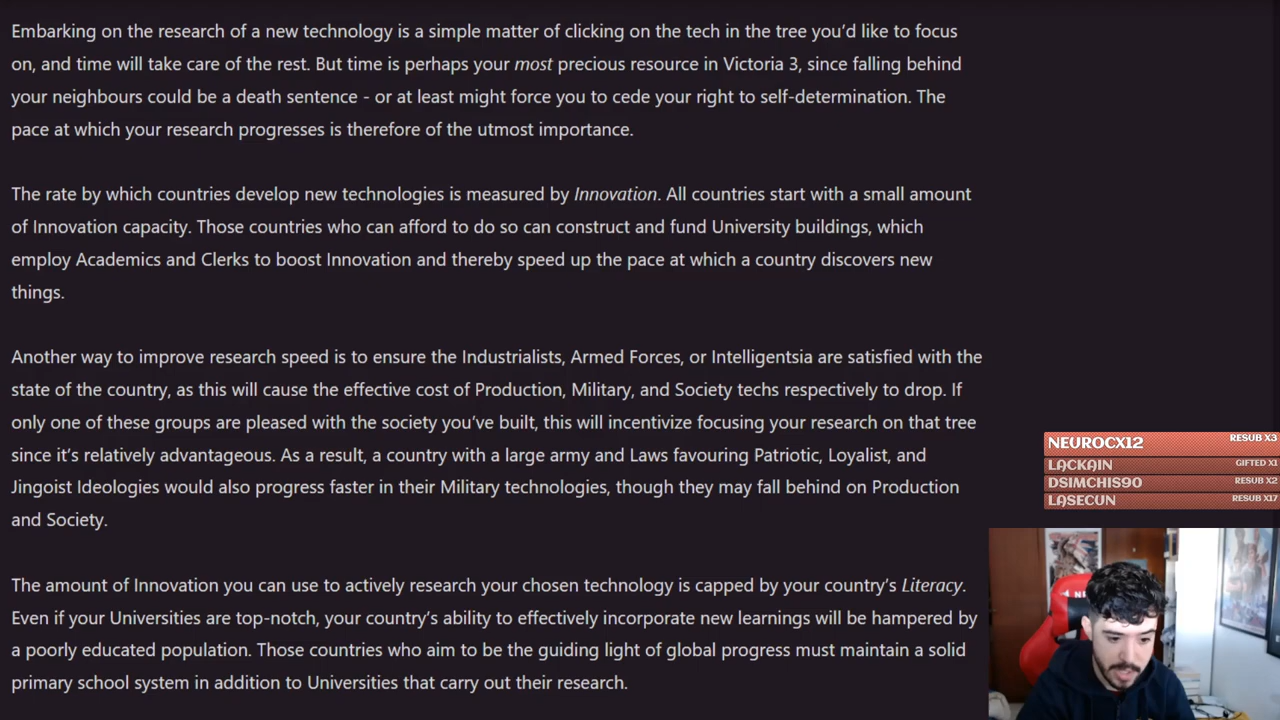 Embarking on the research of a new technology is a simple matter of clicking on the tech in the tree you’d like to focus
on, and time will take care of the rest. But time is perhaps your most precious resource in Victoria 3, since falling behind
your neighbours could be a death sentence - or at least might force you to cede your right to self-determination. The
pace at which your research progresses is therefore of the utmost importance.
The rate by which countries develop new technologies is measured by Innovation. All countries start with a small amount
of Innovation capacity. Those countries who can afford to do so can construct and fund University buildings, which
employ Academics and Clerks to boost Innovation and thereby speed up the pace at which a country discovers new
things.
Another way to improve research speed is to ensure the Industrialists, Armed Forces, or Intelligentsia are satisfied with the
state of the country, as this will cause the effective cost of Production, Military, and Society techs respectively to drop. If
only one of these groups are pleased with the society you’ve built, this will incentivize focusing your research on that tree
since it’s relatively advantageous. As a result, a country with a large army and Laws favouring Patriotic, Loyalist, and
Jingoist Ideologies would also progress faster in their Military technologies, though they may fall behind on Production
and Society.
The amount of Innovation you can use to actively research your chosen technology is capped by your country’s Literacy.
Even if your Universities are top-notch, your country’s ability to effectively incorporate new learnings will be hampered by
a poorly educated population. Those countries who aim to be the guiding light of global progress must maintain a solid
primary school system in addition to Universities that carry out their research.
NEUROCX12 RESUB X3
LACKAIN GIFTED X1
DSIMCHIS90 RESUB X2
LASECUN RESUB X17